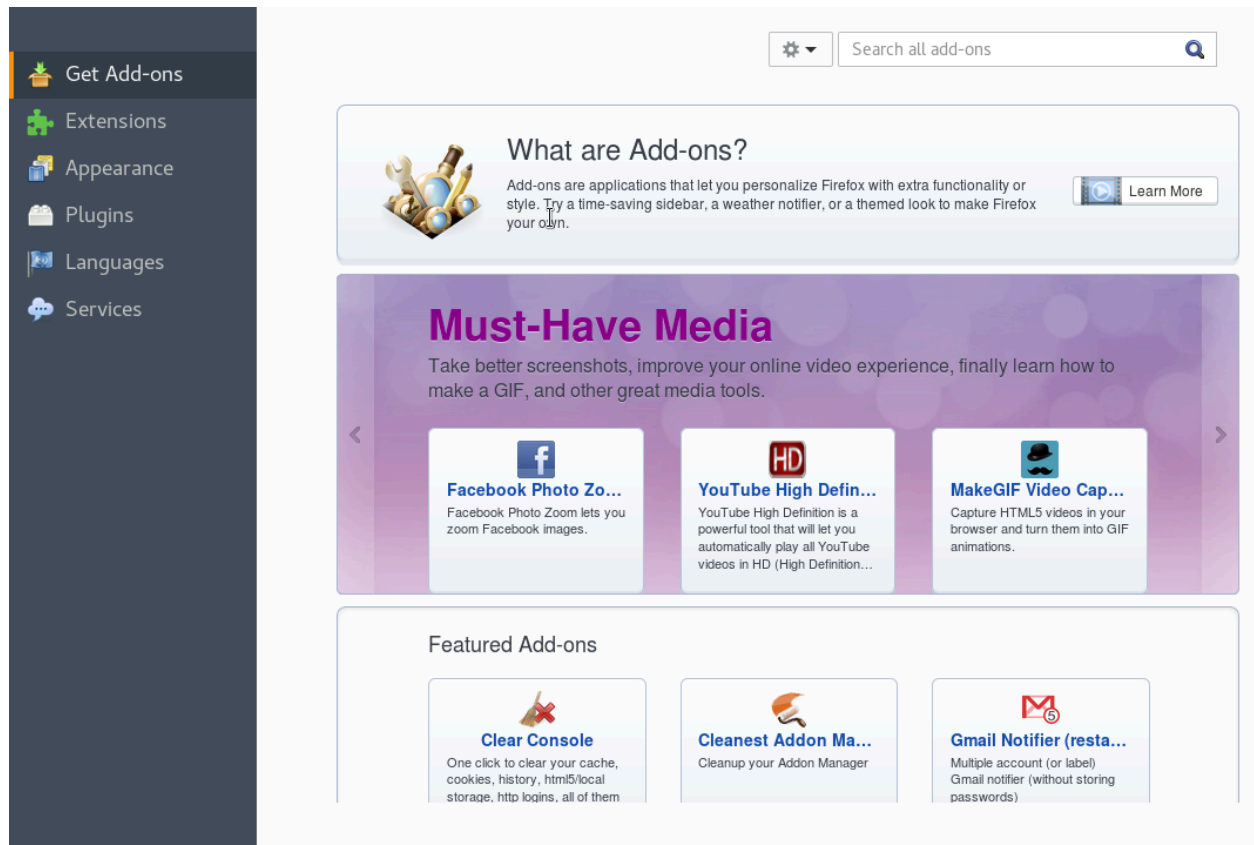 Get Add-ons
Extensions
Appearance
Plugins
Languages
Services
Search all add-ons
What are Add-ons?
Add-ons are applications that let you personalize Firefox with extra functionality or
style. Try a time-saving sidebar, a weather notifier, or a themed look to make Firefox
your own.
Learn More
Must-Have Media
Take better screenshots, improve your online video experience, finally learn how to
make a GIF, and other great media tools.
f
Facebook Photo Zo...
Facebook Photo Zoom lets you
zoom Facebook images.
HD
YouTube High Defin...
YouTube High Definition is a
powerful tool that will let you
automatically play all YouTube
videos in HD (High Definition...
MakeGIF Video Cap...
Capture HTML5 videos in your
browser and turn them into GIF
animations.
Featured Add-ons
Clear Console
One click to clear your cache,
cookies, history, html5/local
storage, http logins, all of them
Cleanest Addon Ma...
Cleanup your Addon Manager
5
Gmail Notifier (resta...
Multiple account (or label)
Gmail notifier (without storing
passwords)